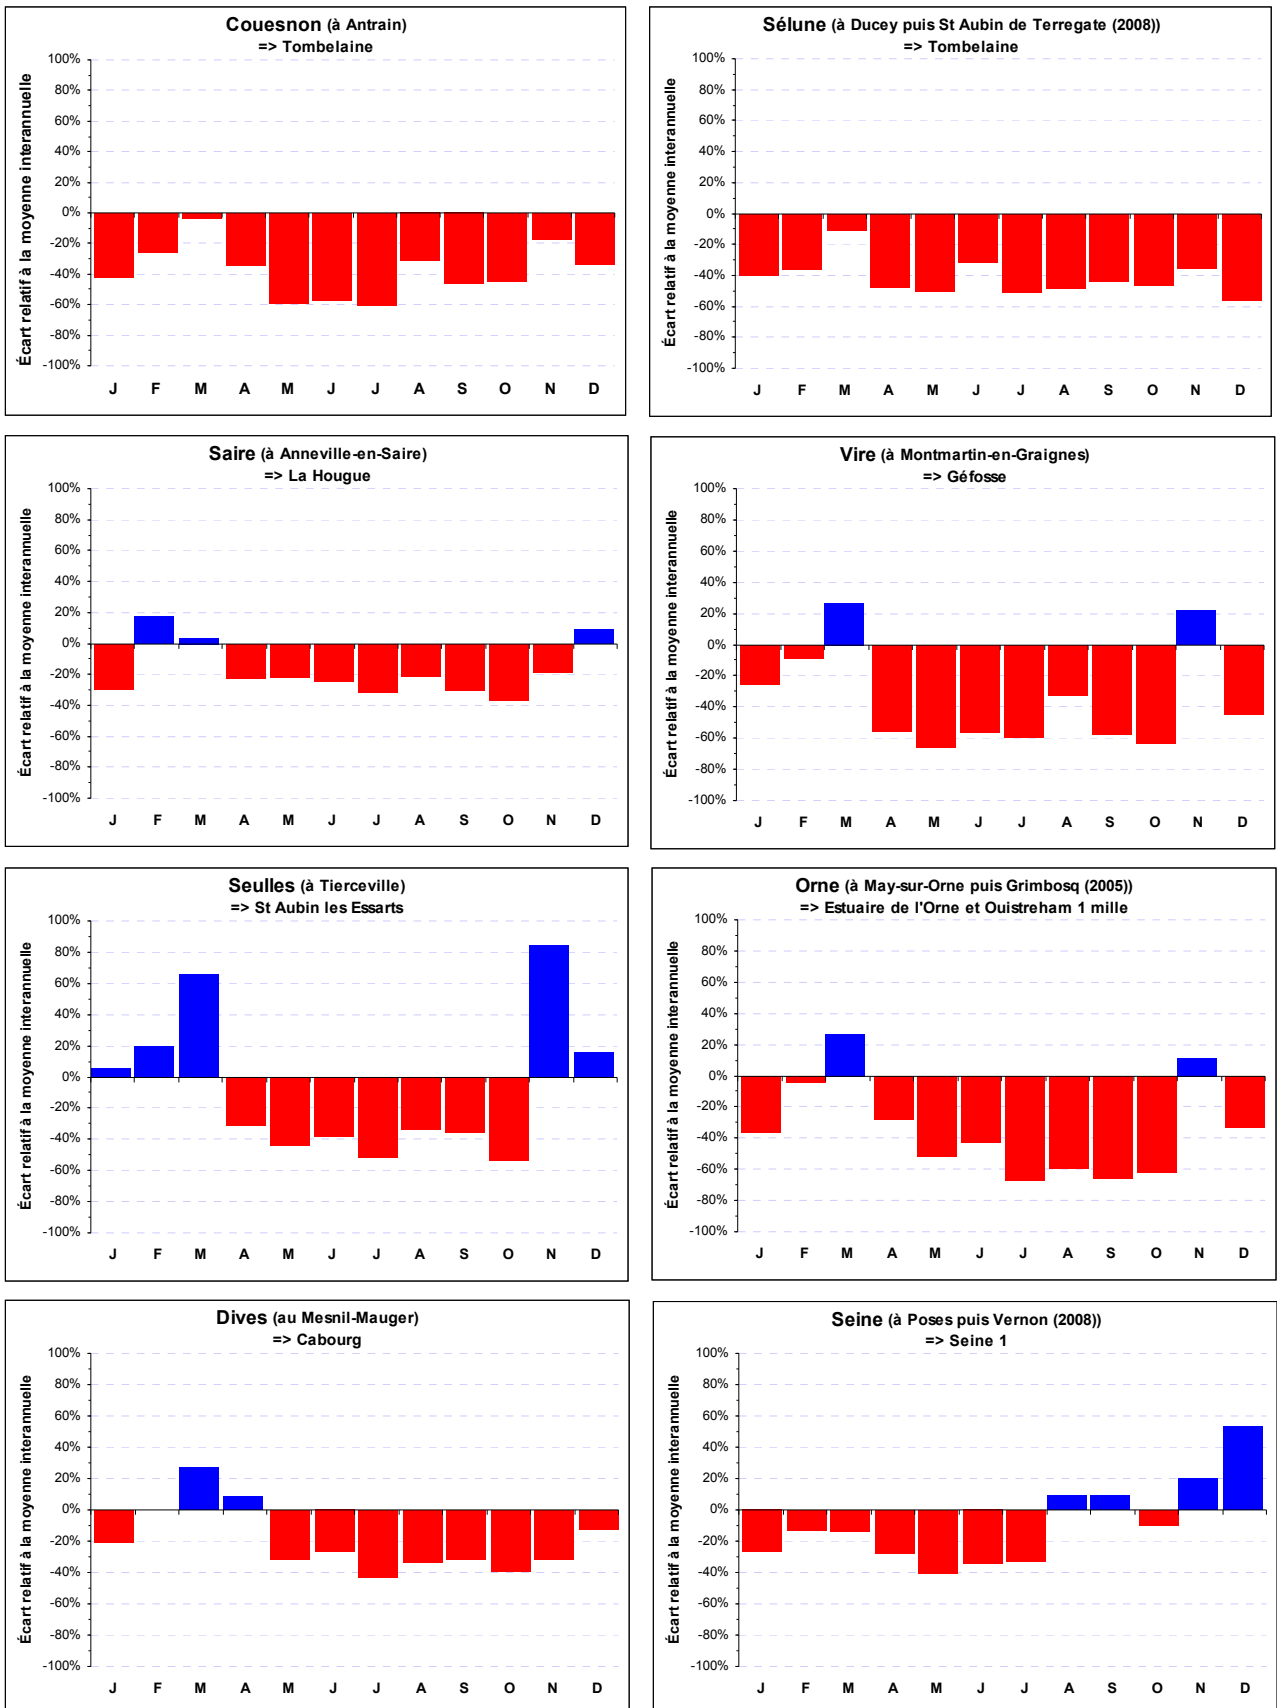 Couesnon (à Antrain)
=> Tombelaine
Écart relatif à la moyenne interannuelle
100%
80%
60%
40%
20%
0%
-20%
-40%
-60%
-80%
-100%
J F M A M J J A S O N D
Sélune (à Ducey puis St Aubin de Terregate (2008))
=> Tombelaine
Écart relatif à la moyenne interannuelle
100%
80%
60%
40%
20%
0%
-20%
-40%
-60%
-80%
-100%
J F M A M J J A S O N D
Saire (à Anneville-en-Saire)
=> La Hougue
Écart relatif à la moyenne interannuelle
100%
80%
60%
40%
20%
0%
-20%
-40%
-60%
-80%
-100%
J F M A M J J A S O N D
Vire (à Montmartin-en-Graignes)
=> Géfosse
Écart relatif à la moyenne interannuelle
100%
80%
60%
40%
20%
0%
-20%
-40%
-60%
-80%
-100%
J F M A M J J A S O N D
Seulles (à Tierceville)
=> St Aubin les Essarts
Écart relatif à la moyenne interannuelle
100%
80%
60%
40%
20%
0%
-20%
-40%
-60%
-80%
-100%
J F M A M J J A S O N D
Orne (à May-sur-Orne puis Grimbosq (2005))
=> Estuaire de l'Orne et Ouistreham 1 mille
Écart relatif à la moyenne interannuelle
100%
80%
60%
40%
20%
0%
-20%
-40%
-60%
-80%
-100%
J F M A M J J A S O N D
Dives (au Mesnil-Mauger)
=> Cabourg
Écart relatif à la moyenne interannuelle
100%
80%
60%
40%
20%
0%
-20%
-40%
-60%
-80%
-100%
J F M A M J J A S O N D
Seine (à Poses puis Vernon (2008))
=> Seine 1
Écart relatif à la moyenne interannuelle
100%
80%
60%
40%
20%
0%
-20%
-40%
-60%
-80%
-100%
J F M A M J J A S O N D